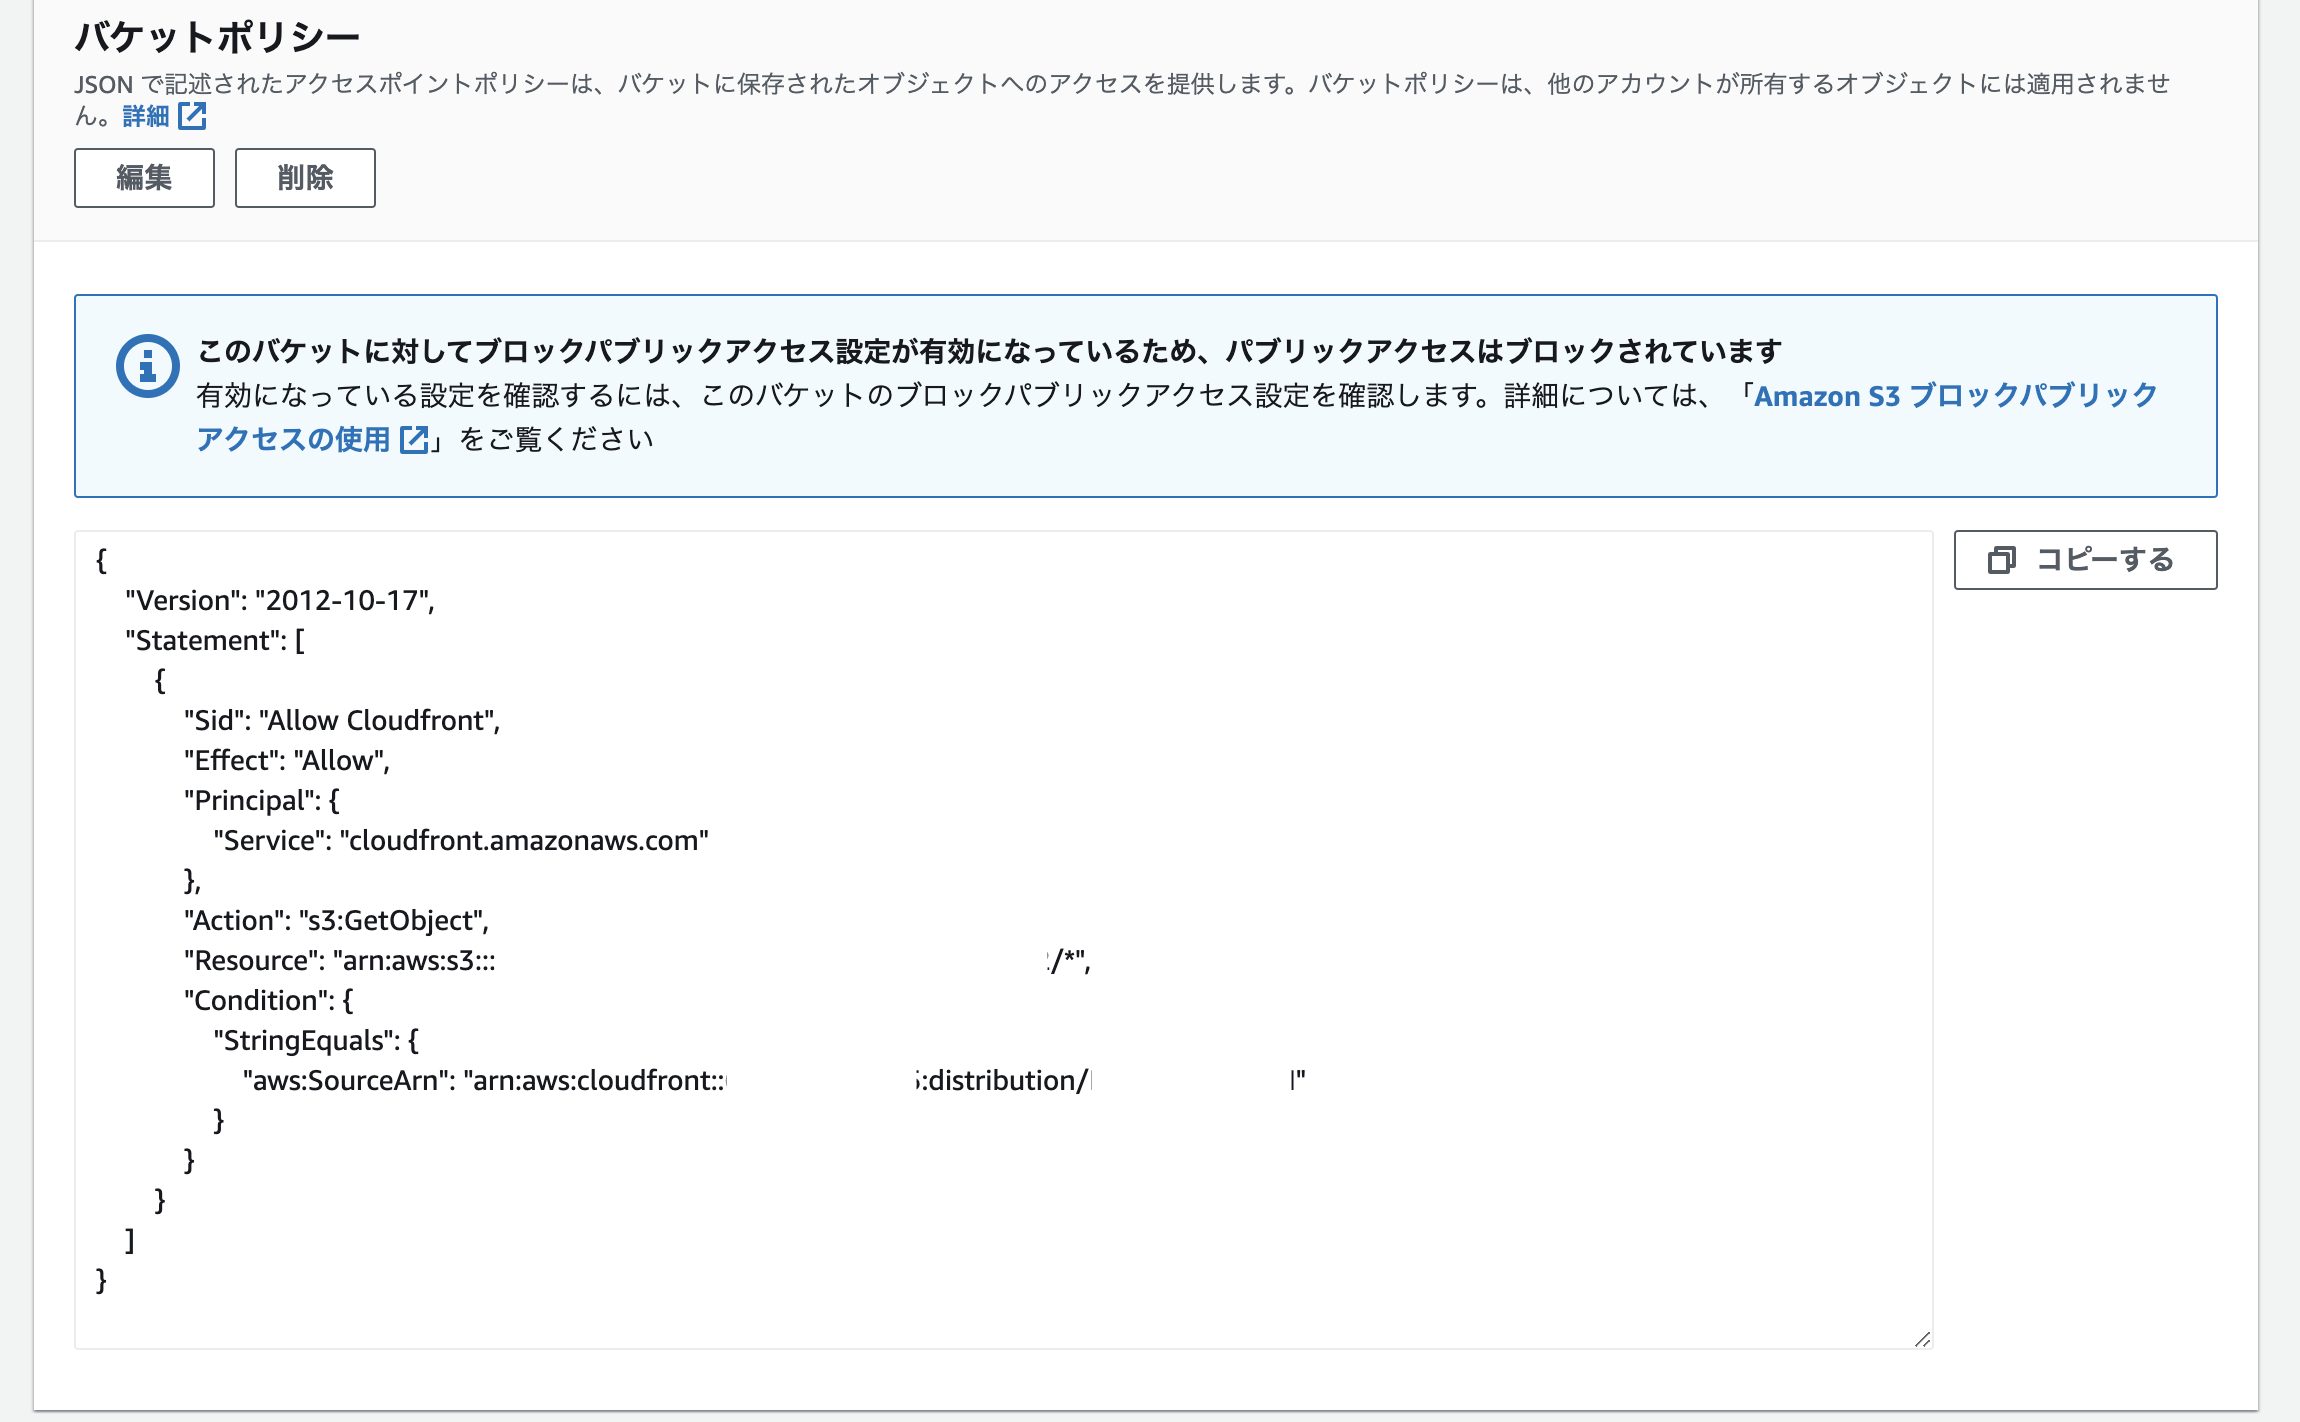 バケットポリシー
JSON で記述されたアクセスポイントポリシーは、バケットに保存されたオブジェクトへのアクセスを提供します。バケットポリシーは、他のアカウントが所有するオブジェクトには適用されませ
ん。詳細
編集 削除
このバケットに対してブロックパブリックアクセス設定が有効になっているため、パブリックアクセスはブロックされています
有効になっている設定を確認するには、このバケットのブロックパブリックアクセス設定を確認します。詳細については、「Amazon S3 ブロックパブリック
アクセスの使用」をご覧ください
コピーする
{
"Version": "2012-10-17",
"Statement": [
{
"Sid": "Allow Cloudfront",
"Effect": "Allow",
"Principal": {
"Service": "cloudfront.amazonaws.com"
},
"Action": "s3:GetObject",
"Resource": "arn:aws:s3::: /*",
"Condition": {
"StringEquals": {
"aws:SourceArn": "arn:aws:cloudfront:: :distribution/ "
}
}
}
]
}